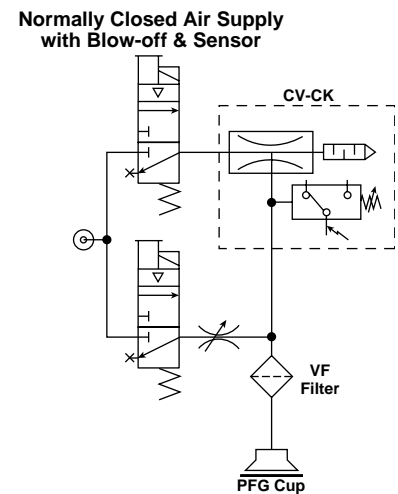 Normally Closed Air Supply
with Blow-off & Sensor
CV-CK
VF
Filter
PFG Cup